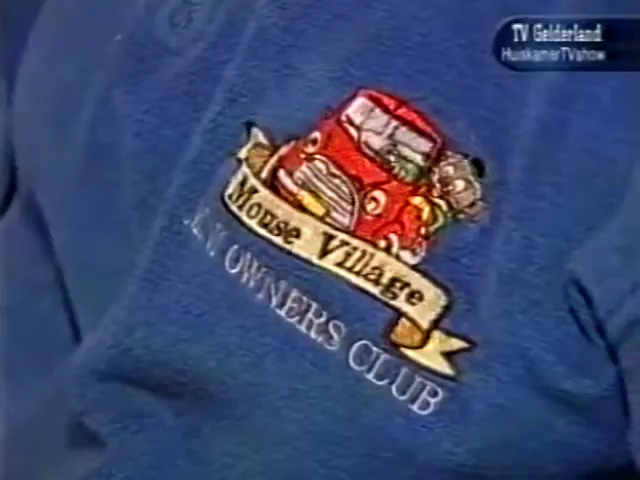 TV Gelderland
HuiskamerTVshow
Mouse Village
OWNERS CLUB